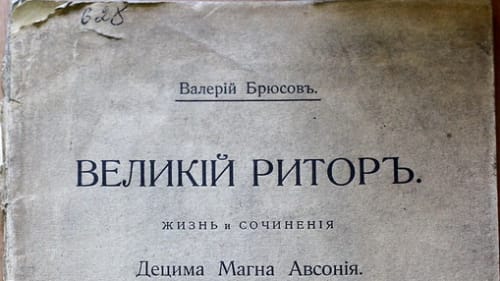 628
Валерій Брюсовъ.
ВЕЛИКІЙ РИТОРЪ.
ЖИЗНЬ и СОЧИНЕНІЯ
Децима Магна Авсонія.